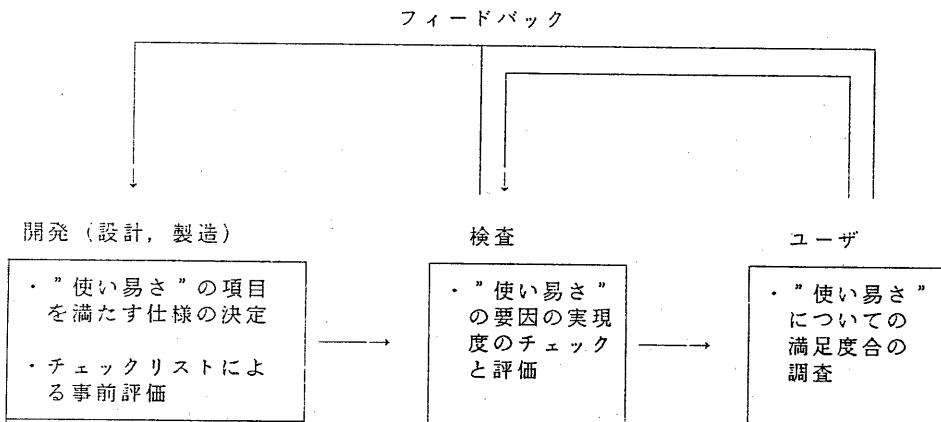 フィードバック
開発（設計，製造）
・”使い易さ”の項目
を満たす仕様の決定
・チェックリストによ
る事前評価
検査
・”使い易さ”
の要因の実現
度のチェック
と評価
ユーザ
・”使い易さ”
についての
満足度合の
調査